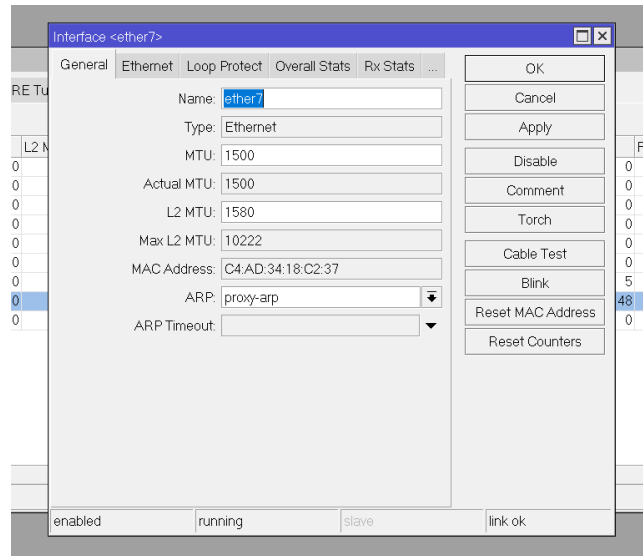 Interface <ether7>
General Ethernet Loop Protect Overall Stats Rx Stats ...
Name: ether7
Type: Ethernet
MTU: 1500
Actual MTU: 1500
L2 MTU: 1580
Max L2 MTU: 10222
MAC Address: C4:AD:34:18:C2:37
ARP: proxy-arp
ARP Timeout:
OK
Cancel
Apply
Disable
Comment
Torch
Cable Test
Blink
Reset MAC Address
Reset Counters
enabled running slave link ok
RE Tu
L2 M
0
0
0
0
0
0
0
0
0
F
0
0
0
0
0
0
5
48
0